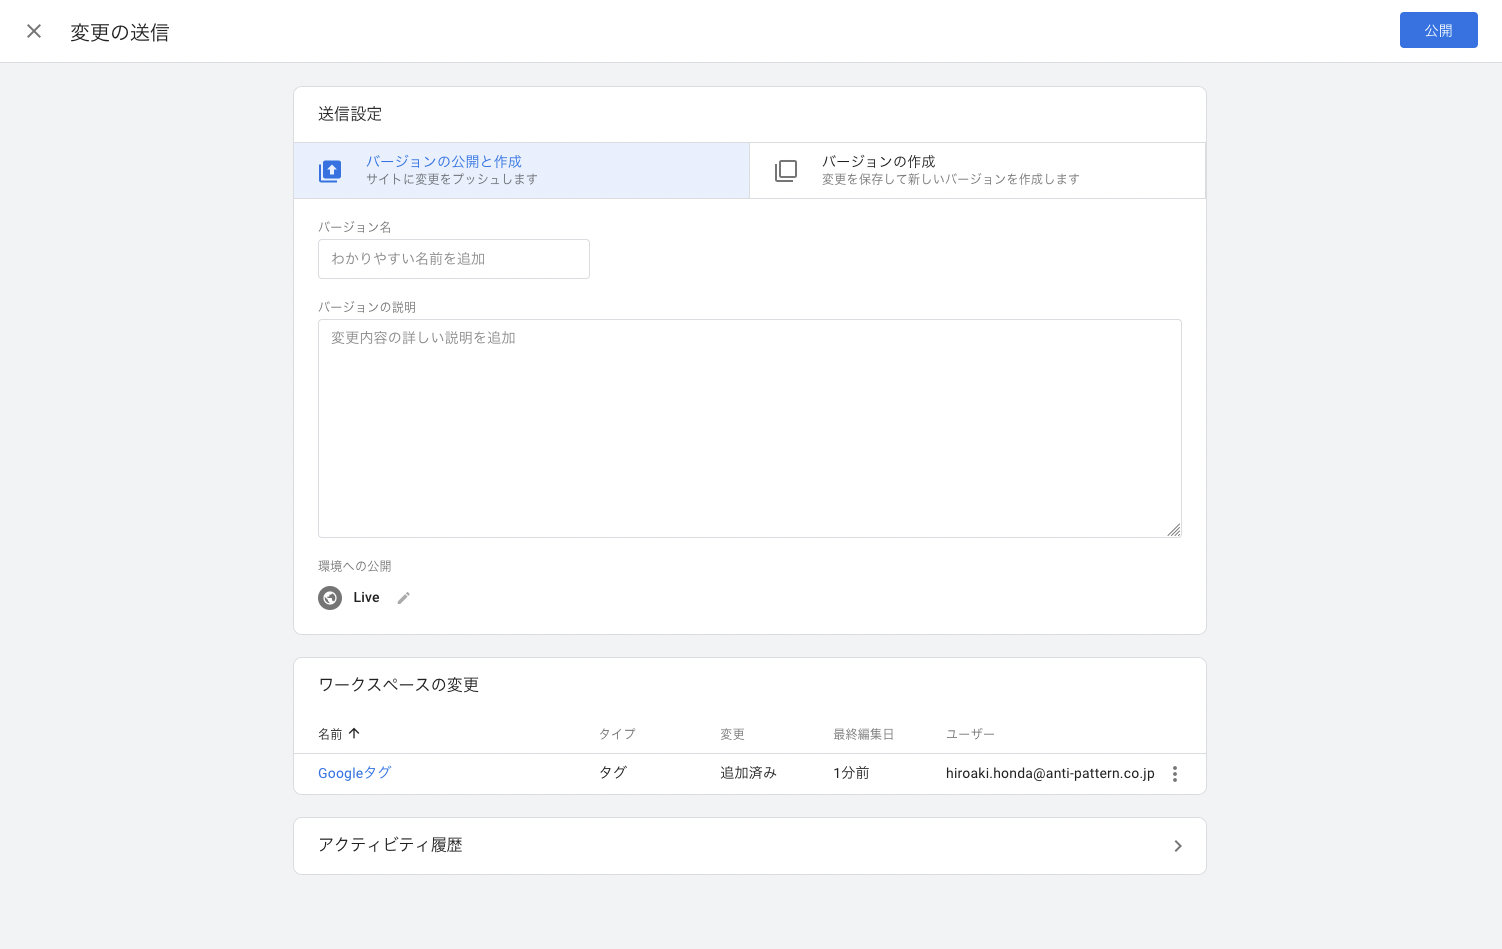 変更の送信
公開
送信設定
バージョンの公開と作成
サイトに変更をプッシュします
バージョンの作成
変更を保存して新しいバージョンを作成します
バージョン名
わかりやすい名前を追加
バージョンの説明
変更内容の詳しい説明を追加
環境への公開
Live
ワークスペースの変更
名前 タイプ 変更 最終編集日 ユーザー
Googleタグ タグ 追加済み 1分前 hiroaki.honda@anti-pattern.co.jp
アクティビティ履歴